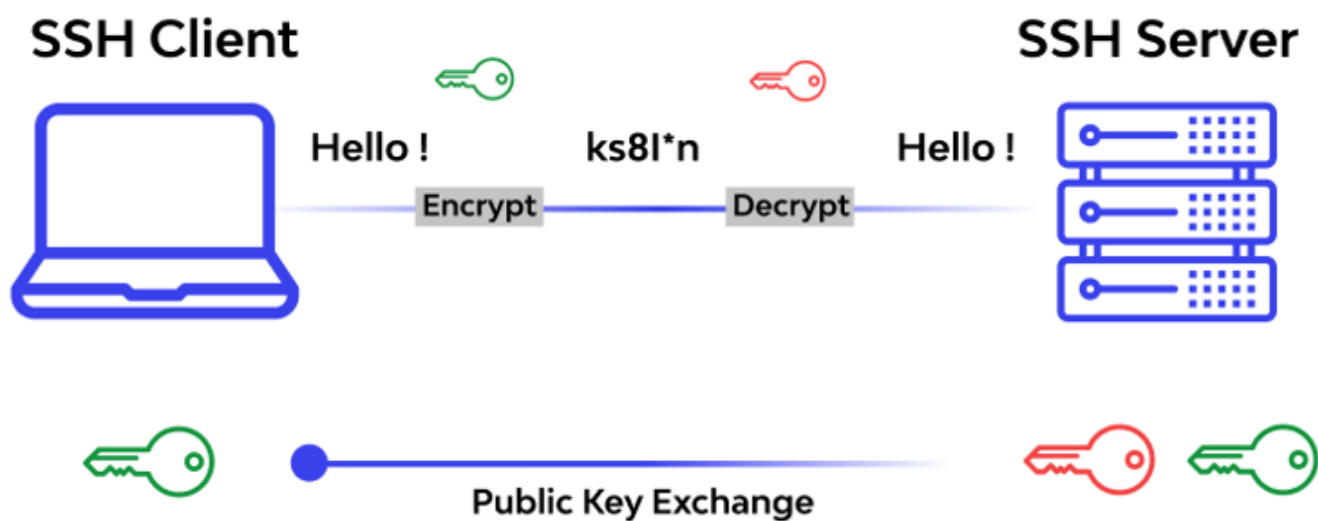 SSH Client
SSH Server
Hello !
ks8l*n
Hello !
Encrypt
Decrypt
Public Key Exchange